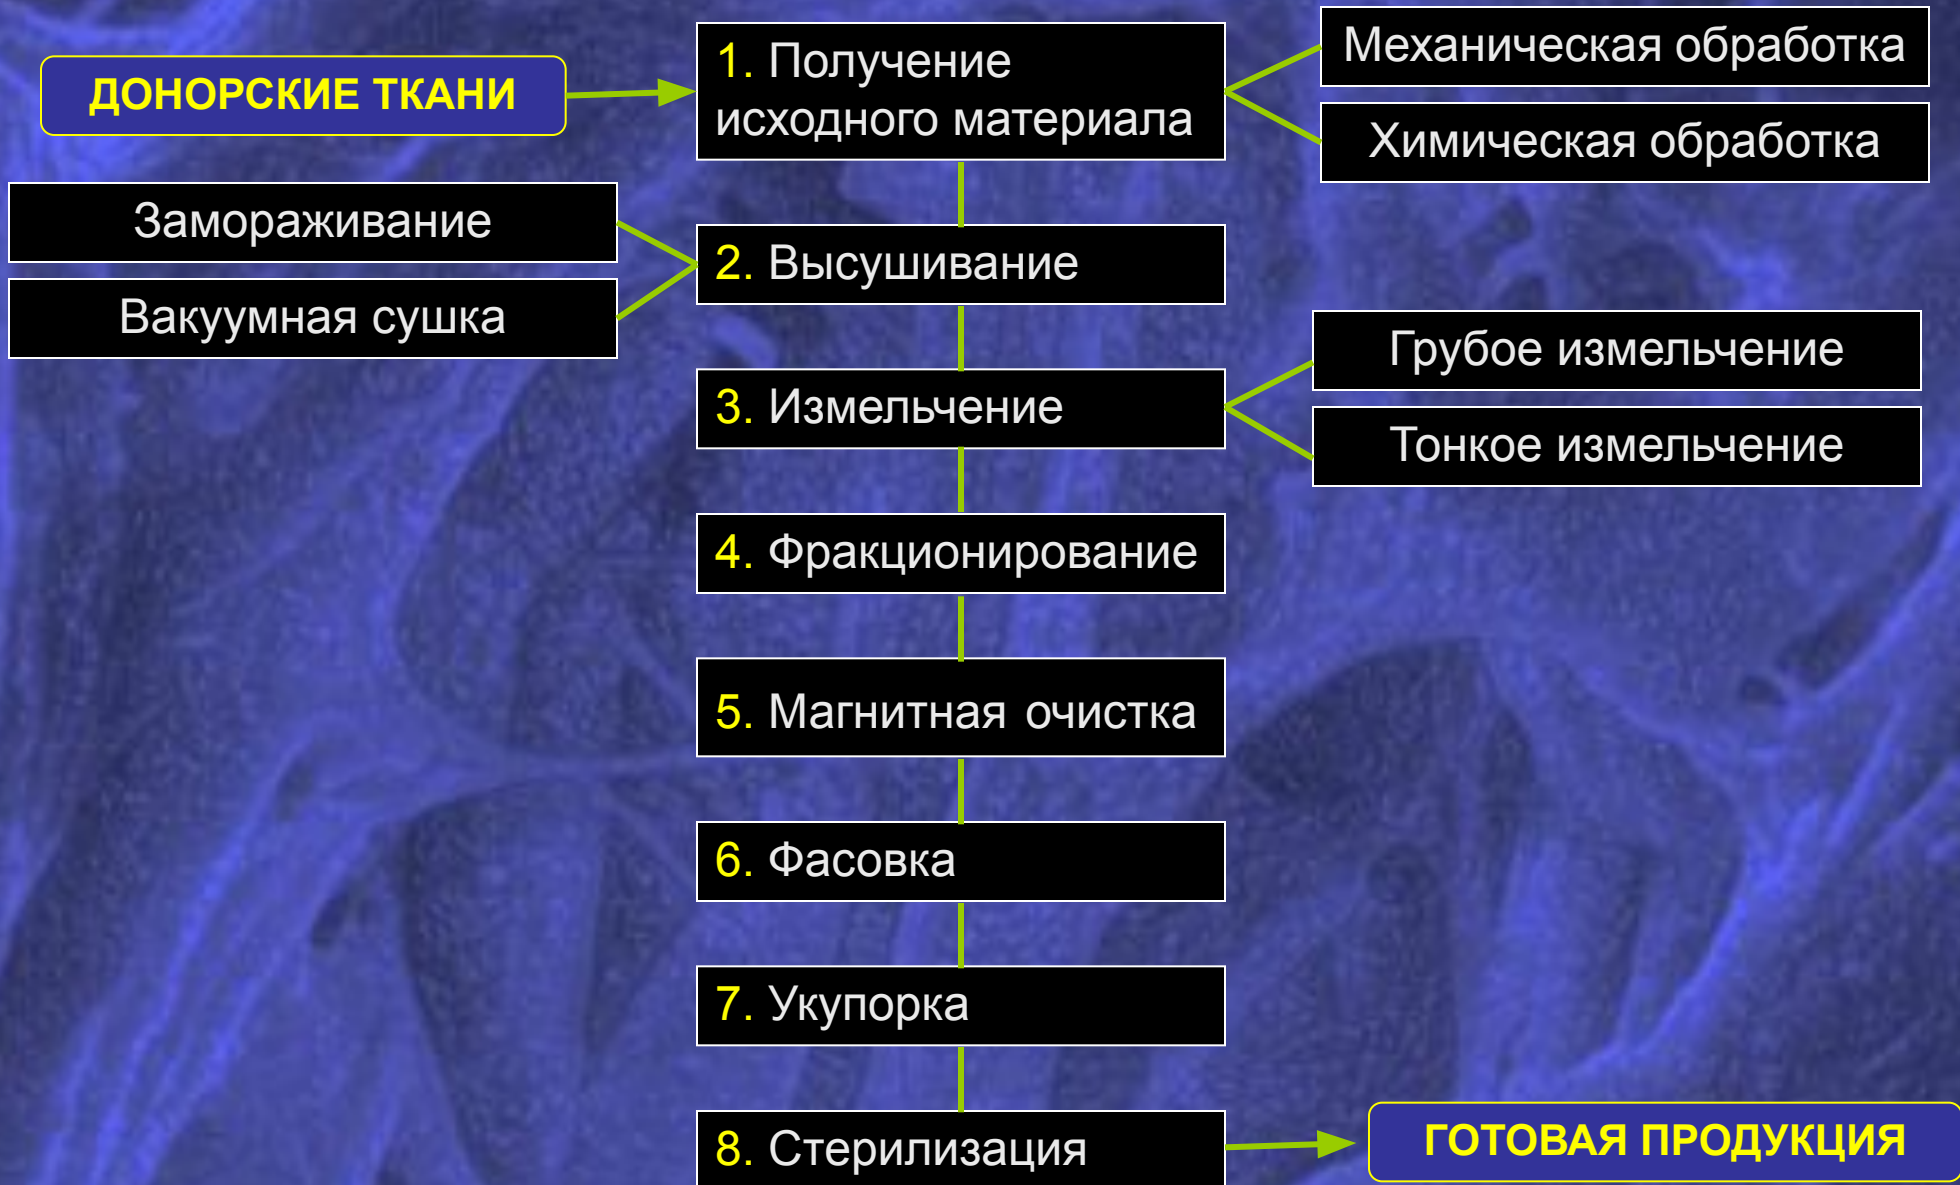 ДОНОРСКИЕ ТКАНИ
1. Получение
исходного материала
Механическая обработка
Химическая обработка
Замораживание
Вакуумная сушка
2. Высушивание
3. Измельчение
Грубое измельчение
Тонкое измельчение
4. Фракционирование
5. Магнитная очистка
6. Фасовка
7. Укупорка
8. Стерилизация
ГОТОВАЯ ПРОДУКЦИЯ